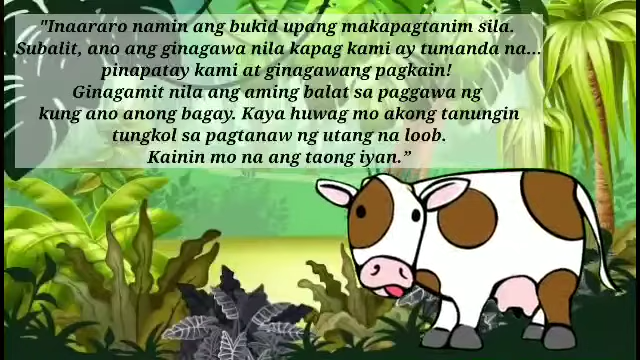 "Inaararo namin ang bukid upang makapagtanim sila.
Subalit, ano ang ginagawa nila kapag kami ay tumanda na...
pinapatay kami at ginagawang pagkain!
Ginagamit nila ang aming balat sa paggawa ng
kung ano anong bagay. Kaya huwag mo akong tanungin
tungkol sa pagtanaw ng utang na loob.
Kainin mo na ang taong iyan.”